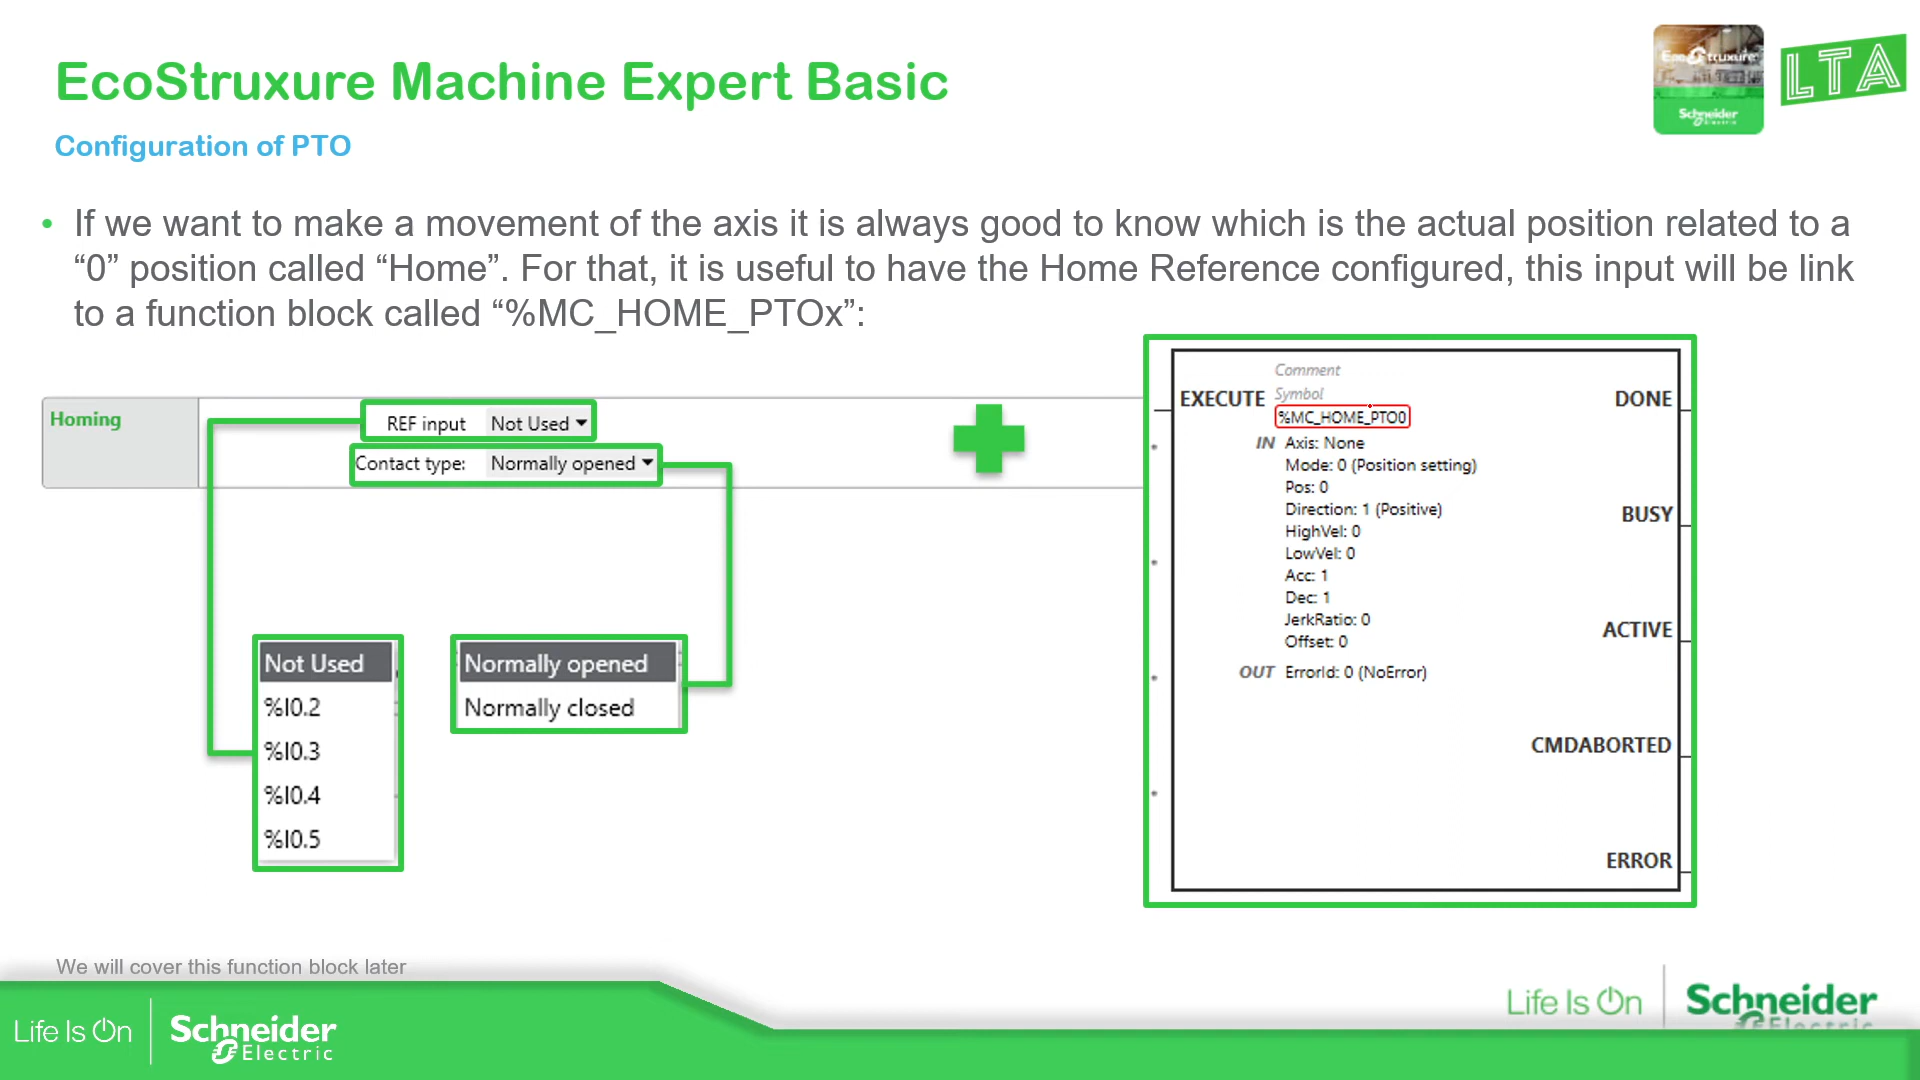 EcoStruxure Machine Expert Basic
Configuration of PTO
EcoStruxure
Schneider
Electric
LTA
• If we want to make a movement of the axis it is always good to know which is the actual position related to a
“0” position called “Home”. For that, it is useful to have the Home Reference configured, this input will be link
to a function block called “%MC_HOME_PTOx”:
Homing
REF input Not Used
Contact type: Normally opened
Not Used
%I0.2
%I0.3
%I0.4
%I0.5
Normally opened
Normally closed
Comment
Symbol
EXECUTE
%MC_HOME_PTO0
DONE
IN Axis: None
Mode: 0 (Position setting)
Pos: 0
Direction: 1 (Positive)
HighVel: 0
LowVel: 0
Acc: 1
Dec: 1
JerkRatio: 0
Offset: 0
OUT ErrorId: 0 (NoError)
BUSY
ACTIVE
CMDABORTED
ERROR
We will cover this function block later
Life Is On
Schneider
Electric
Life Is On
Schneider
Electric